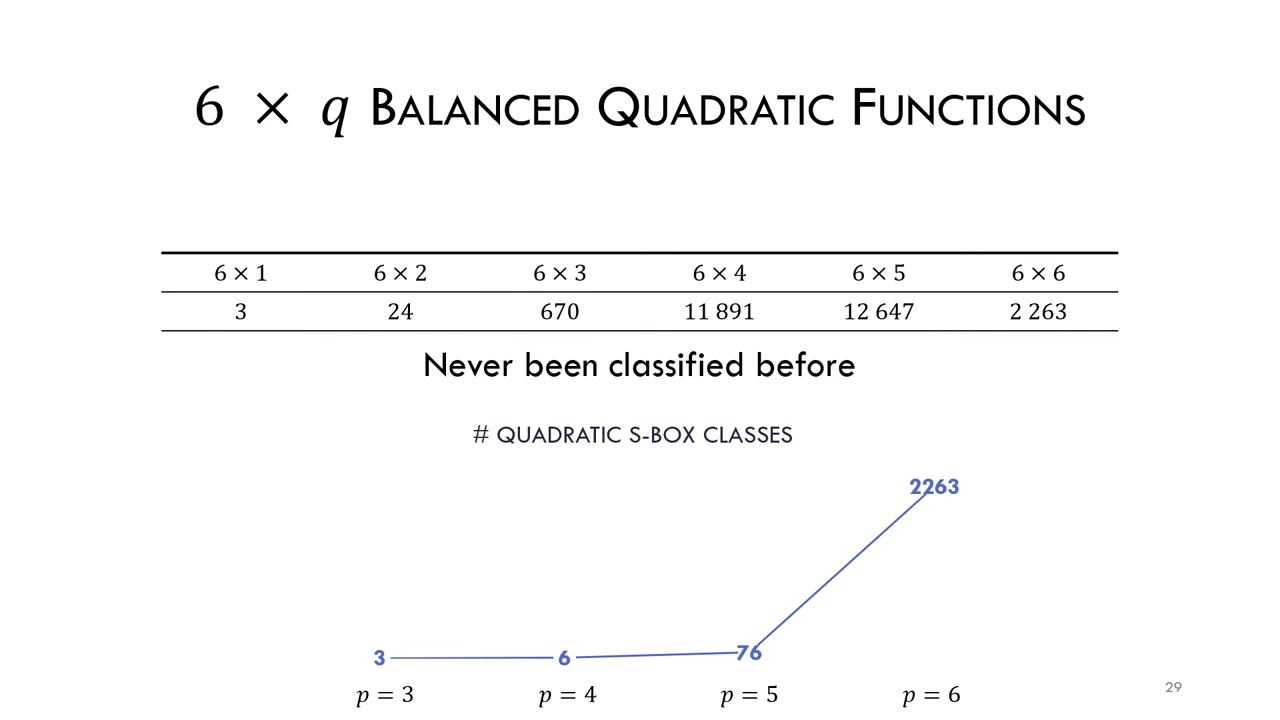 6 × q BALANCED QUADRATIC FUNCTIONS
6 × 1 6 × 2 6 × 3 6 × 4 6 × 5 6 × 6
3 24 670 11 891 12 647 2 263
Never been classified before
# QUADRATIC S-BOX CLASSES
2263
3 6 76
p = 3 p = 4 p = 5 p = 6
29